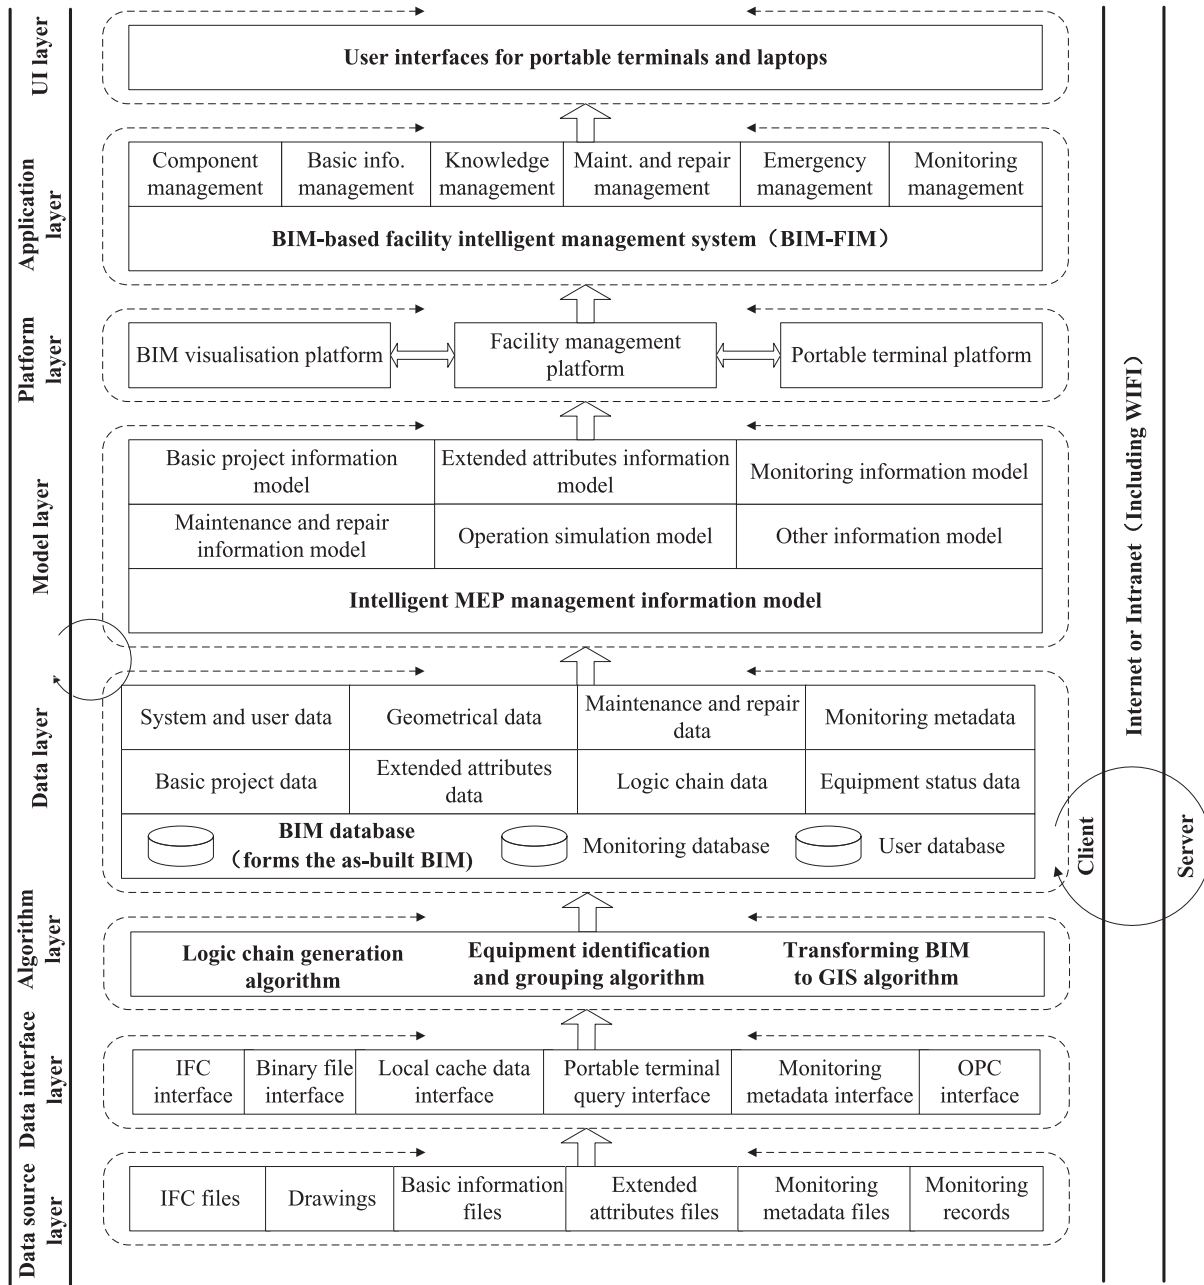 UI layer
User interfaces for portable terminals and laptops
Application
layer
Component
management
Basic info.
management
Knowledge
management
Maint. and repair
management
Emergency
management
Monitoring
management
BIM-based facility intelligent management system（BIM-FIM）
Platform
layer
BIM visualisation platform
Facility management
platform
Portable terminal platform
Model layer
Basic project information
model
Extended attributes information
model
Monitoring information model
Maintenance and repair
information model
Operation simulation model
Other information model
Intelligent MEP management information model
Data layer
System and user data
Geometrical data
Maintenance and repair
data
Monitoring metadata
Basic project data
Extended attributes
data
Logic chain data
Equipment status data
BIM database
（forms the as-built BIM）
Monitoring database
User database
Algorithm
layer
Logic chain generation
algorithm
Equipment identification
and grouping algorithm
Transforming BIM
to GIS algorithm
Data interface
layer
IFC
interface
Binary file
interface
Local cache data
interface
Portable terminal
query interface
Monitoring
metadata interface
OPC
interface
Data source
layer
IFC files
Drawings
Basic information
files
Extended
attributes files
Monitoring
metadata files
Monitoring
records
Client
Internet or Intranet（Including WIFI）
Server